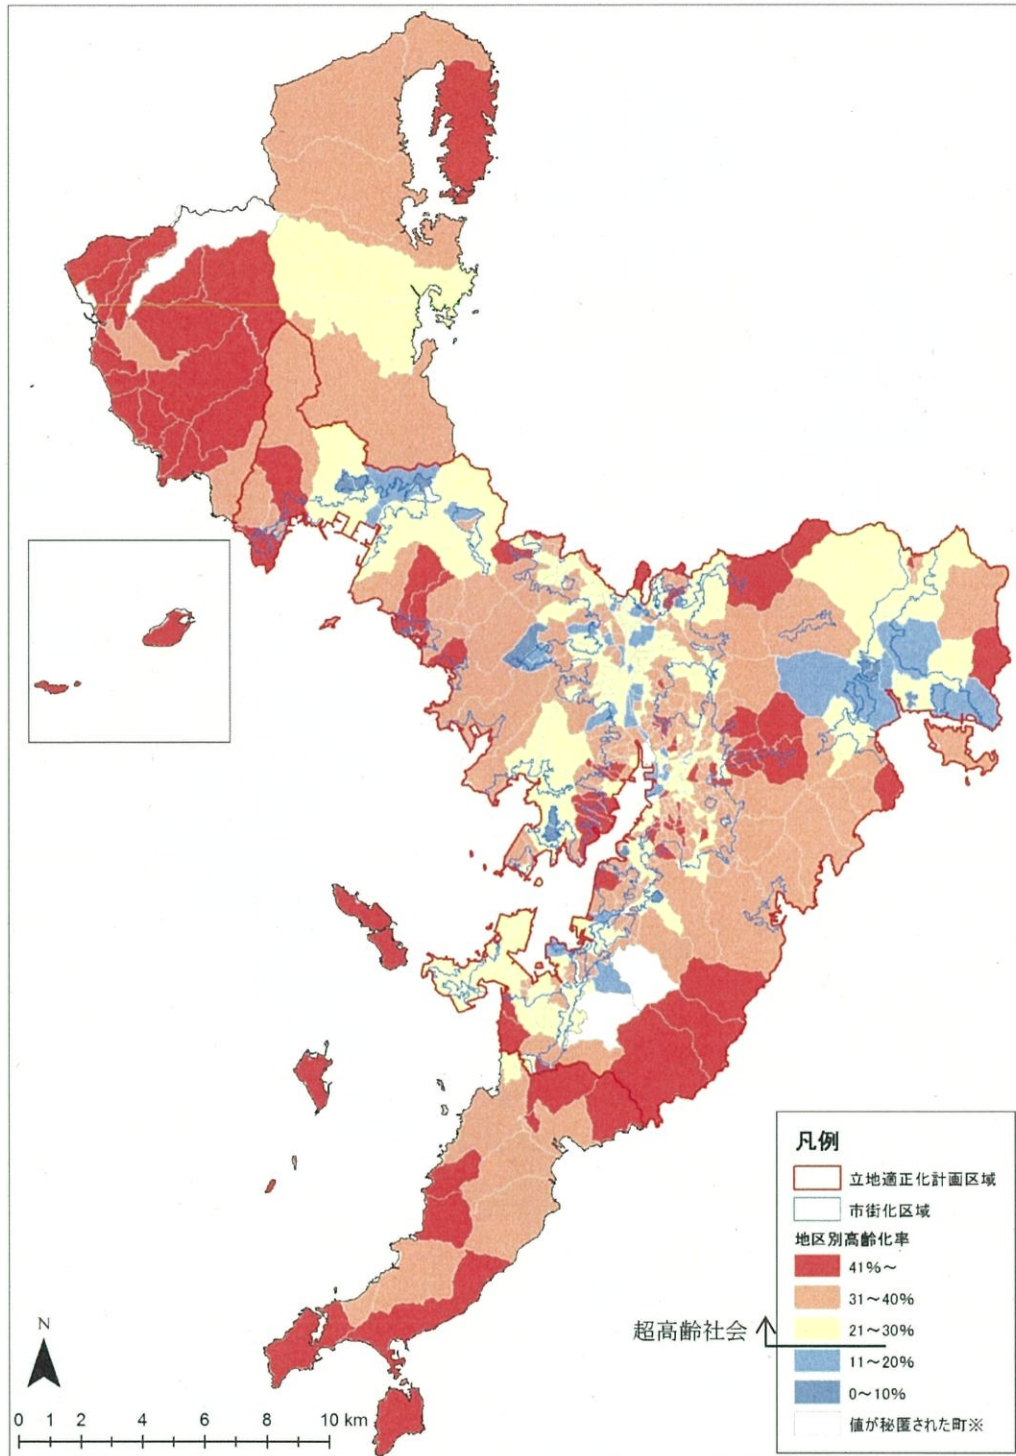 凡例
立地適正化計画区域
市街化区域
地区別高齢化率
41%～
31～40%
超高齢社会
21～30%
11～20%
0～10%
値が秘匿された町※
N
0 1 2 4 6 8 10 km